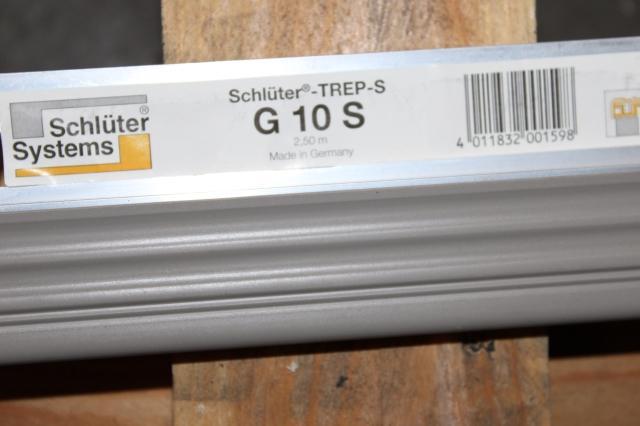 Schlüter®
Systems
Schlüter®-TREP-S
G 10 S
2,50 m
Made in Germany
4 011832 001598